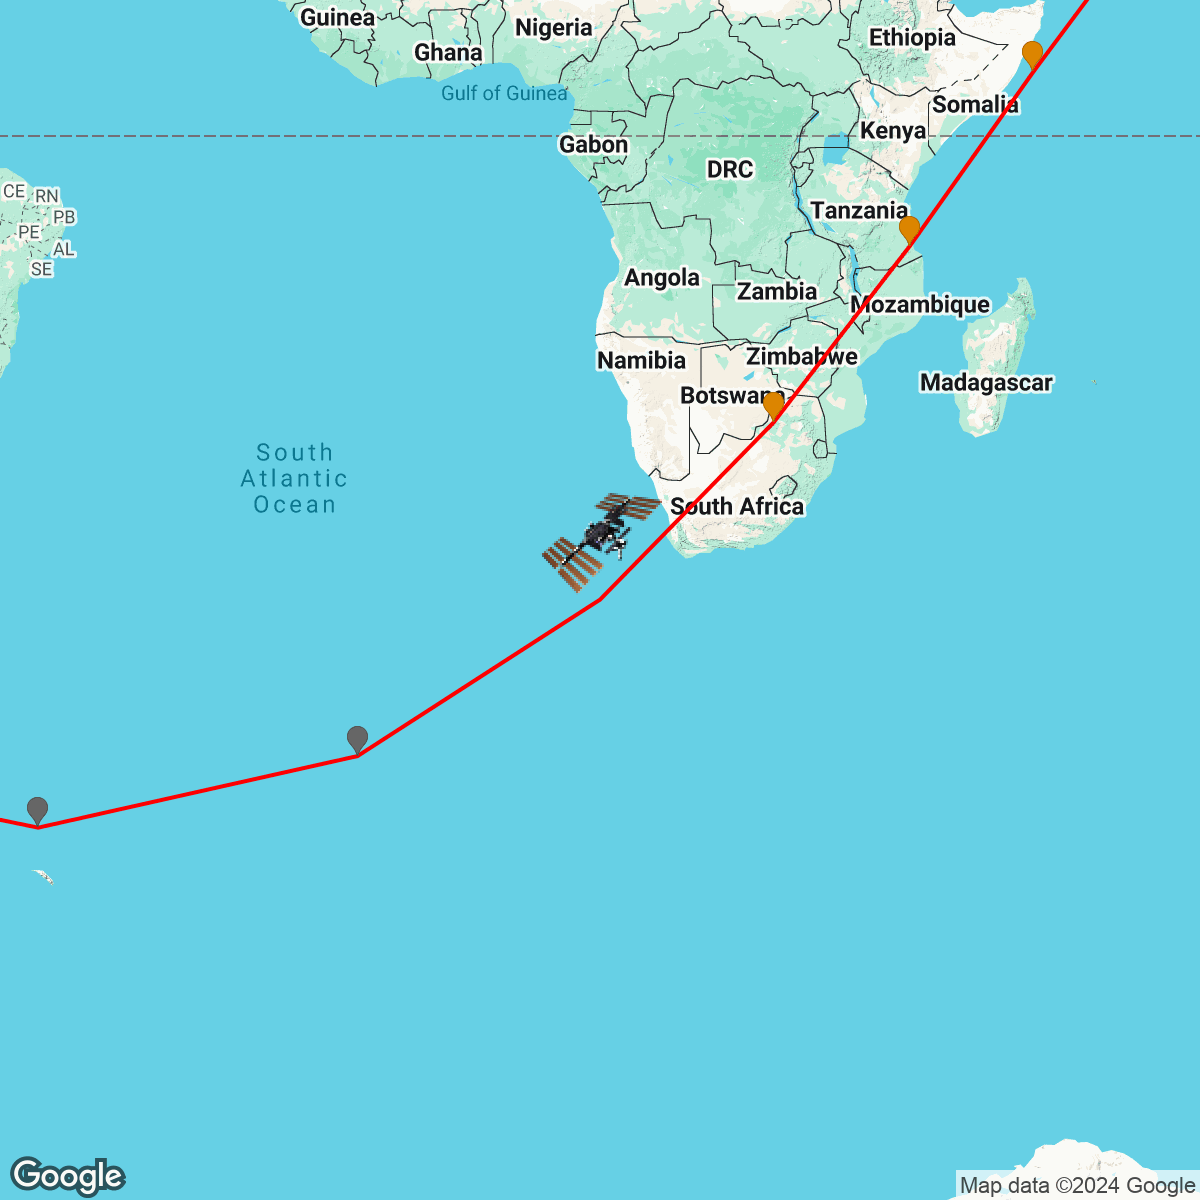 Guinea
Nigeria
Ghana
Ethiopia
Gulf of Guinea
Somalia
Kenya
Gabon
DRC
CE
RN
PB
PE
AL
SE
Tanzania
Angola
Zambia
Mozambique
Namibia
Zimbabwe
Botswana
Madagascar
South
Atlantic
Ocean
South Africa
Google
Map data ©2024 Google